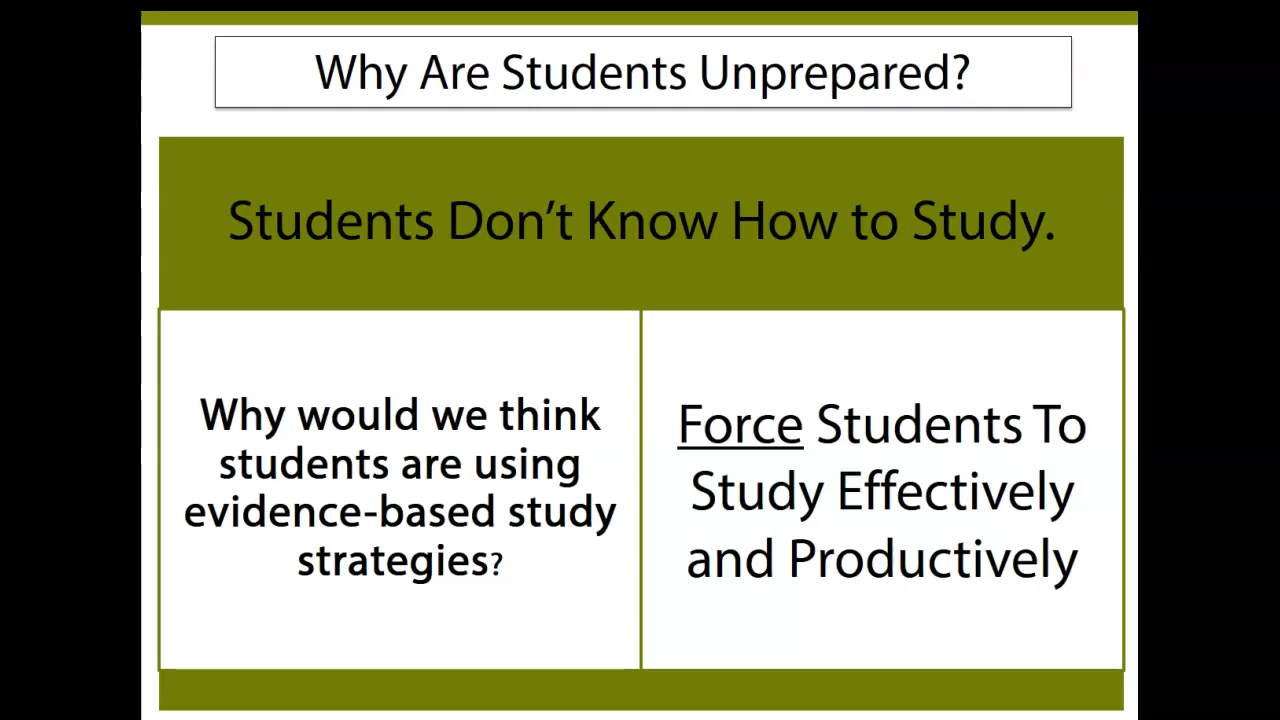 Why Are Students Unprepared?
Students Don’t Know How to Study.
Why would we think
students are using
evidence-based study
strategies?
Force Students To
Study Effectively
and Productively